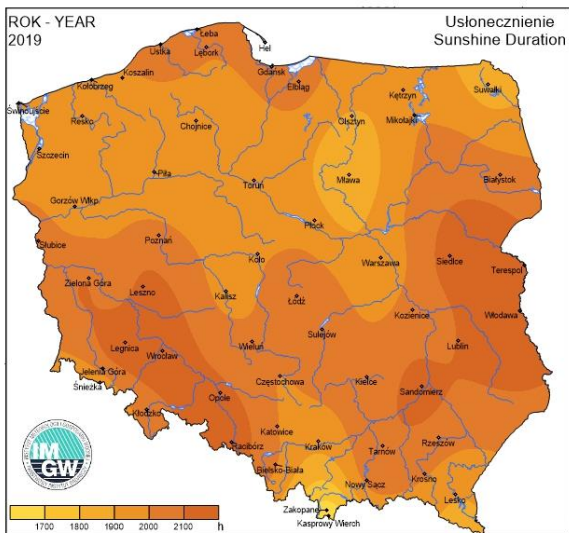 ROK - YEAR
2019
Usłonecznienie
Sunshine Duration
Łeba
Hel
Ustka
Lębork
Gdańsk
Koszalin
Elbląg
Kołobrzeg
Kętrzyn
Suwałki
Świnoujście
Resko
Chojnice
Olsztyn
Mikołajki
Szczecin
Piła
Toruń
Mława
Białystok
Gorzów Wlkp
Płock
Słubice
Poznań
Koło
Warszawa
Siedlce
Terespol
Zielona Góra
Leszno
Kalisz
Łódź
Kozienice
Włodawa
Legnica
Wrocław
Wieluń
Sulejów
Lublin
Jelenia Góra
Śnieżka
Opole
Częstochowa
Kielce
Sandomierz
Kłodzko
Katowice
Racibórz
Kraków
Tarnów
Rzeszów
Bielsko-Biała
Nowy Sącz
Krosno
Lesko
Zakopane
Kasprowy Wierch
IM
GW
1700 1800 1900 2000 2100 h